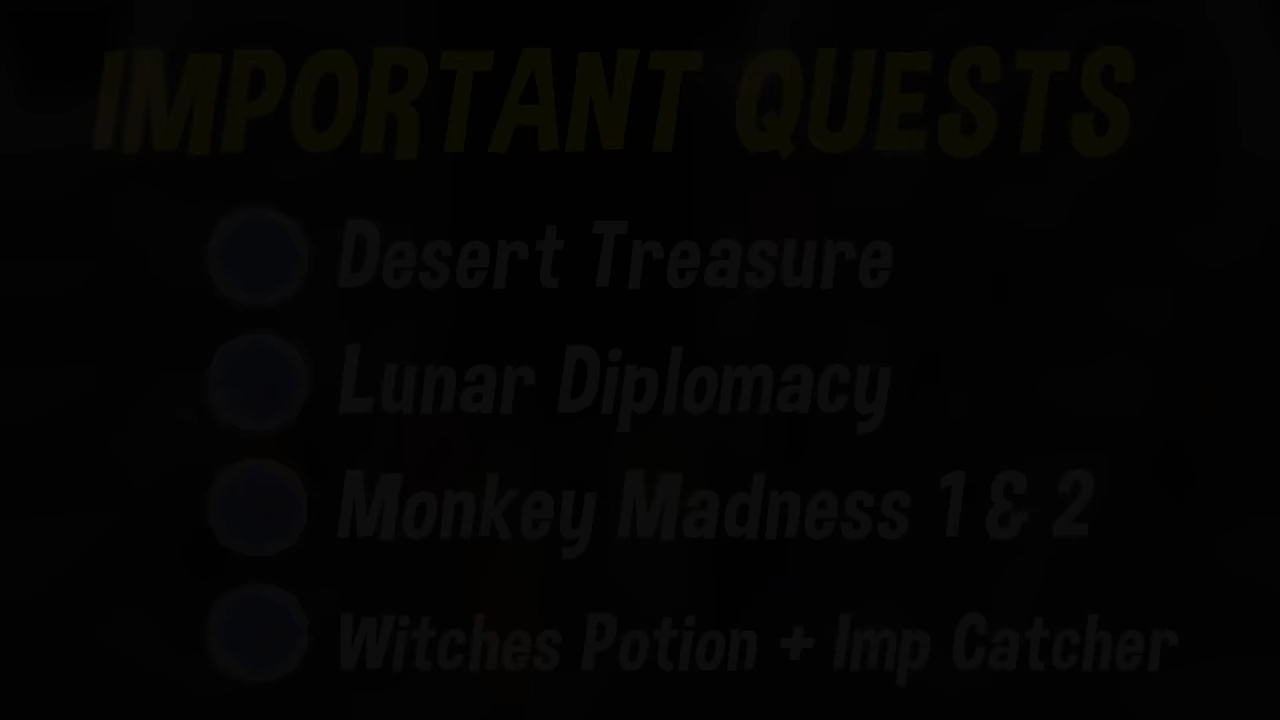 IMPORTANT QUESTS
Desert Treasure
Lunar Diplomacy
Monkey Madness 1 & 2
Witches Potion + Imp Catcher